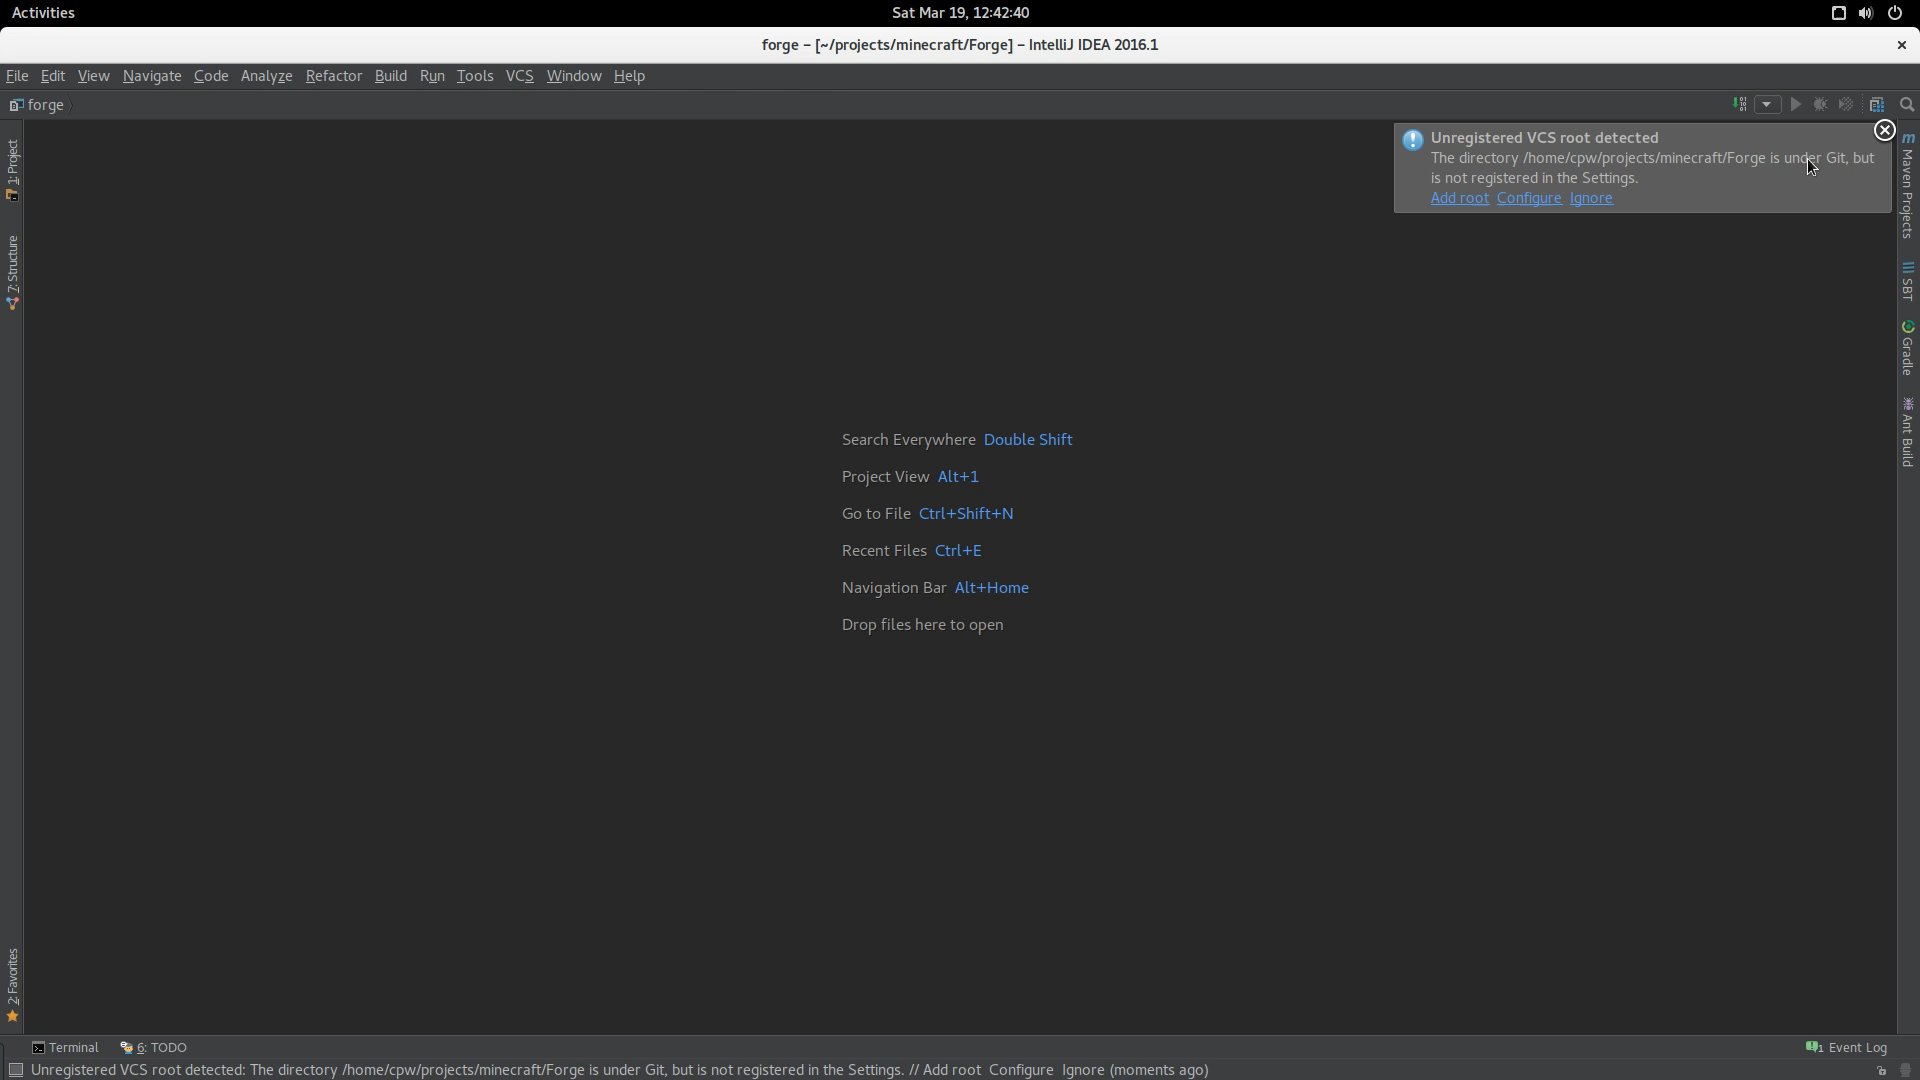 Activities
Sat Mar 19, 12:42:40
forge – [~/projects/minecraft/Forge] – IntelliJ IDEA 2016.1
File Edit View Navigate Code Analyze Refactor Build Run Tools VCS Window Help
forge
1: Project
7: Structure
2: Favorites
Unregistered VCS root detected
The directory /home/cpw/projects/minecraft/Forge is under Git, but
is not registered in the Settings.
Add root Configure Ignore
Maven Projects
SBT
Gradle
Ant Build
Search Everywhere Double Shift
Project View Alt+1
Go to File Ctrl+Shift+N
Recent Files Ctrl+E
Navigation Bar Alt+Home
Drop files here to open
Terminal 6: TODO
1 Event Log
Unregistered VCS root detected: The directory /home/cpw/projects/minecraft/Forge is under Git, but is not registered in the Settings. // Add root Configure Ignore (moments ago)